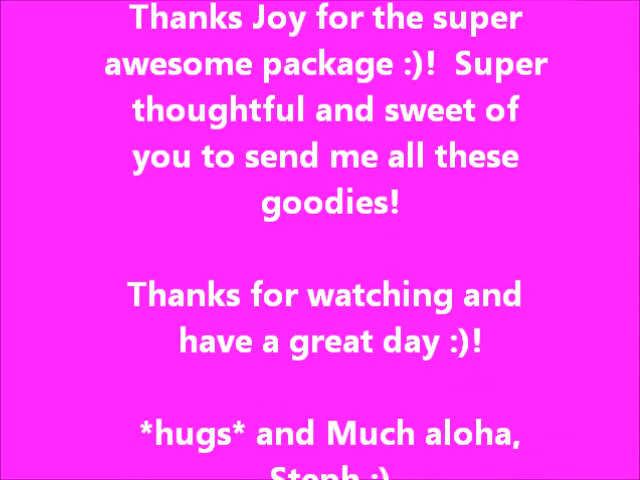 Thanks Joy for the super
awesome package :)!  Super
thoughtful and sweet of
you to send me all these
goodies!
Thanks for watching and
have a great day :)!
*hugs* and Much aloha,
Steph :)